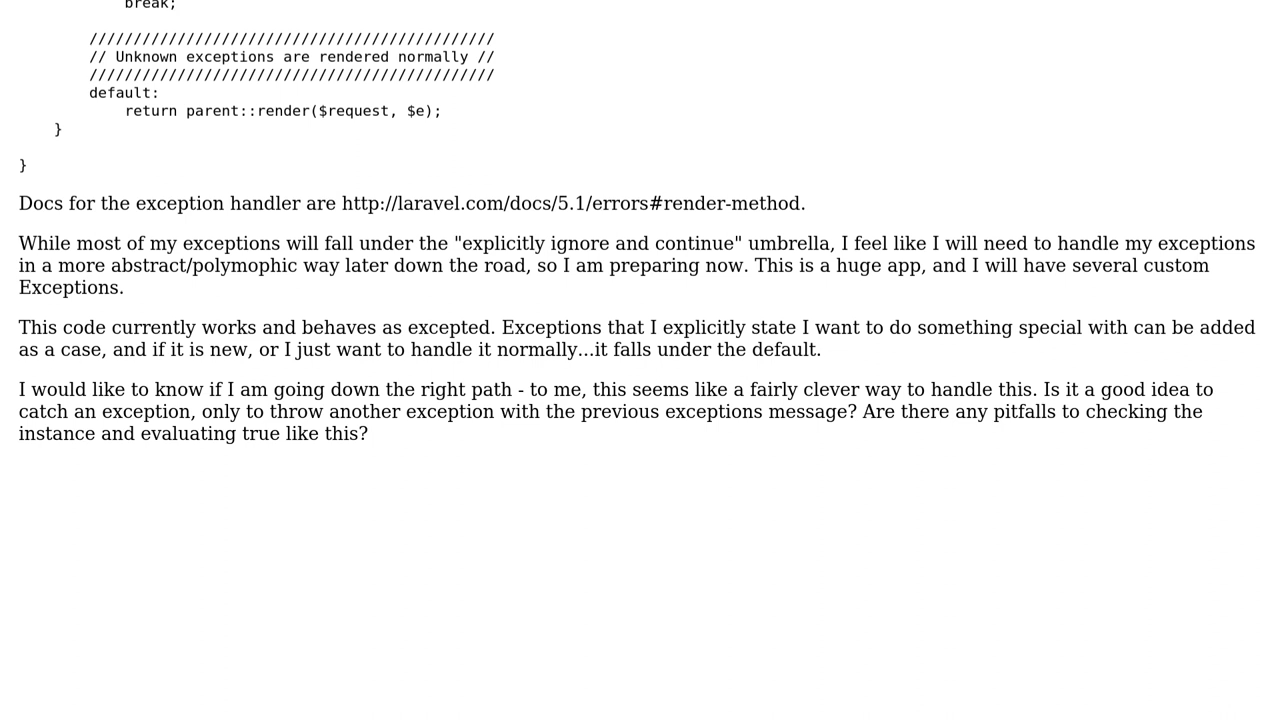 break;
//////////////////////////////////////////////
// Unknown exceptions are rendered normally //
//////////////////////////////////////////////
default:
return parent::render($request, $e);
}
}
Docs for the exception handler are http://laravel.com/docs/5.1/errors#render-method.
While most of my exceptions will fall under the "explicitly ignore and continue" umbrella, I feel like I will need to handle my exceptions
in a more abstract/polymophic way later down the road, so I am preparing now. This is a huge app, and I will have several custom
Exceptions.
This code currently works and behaves as excepted. Exceptions that I explicitly state I want to do something special with can be added
as a case, and if it is new, or I just want to handle it normally...it falls under the default.
I would like to know if I am going down the right path - to me, this seems like a fairly clever way to handle this. Is it a good idea to
catch an exception, only to throw another exception with the previous exceptions message? Are there any pitfalls to checking the
instance and evaluating true like this?